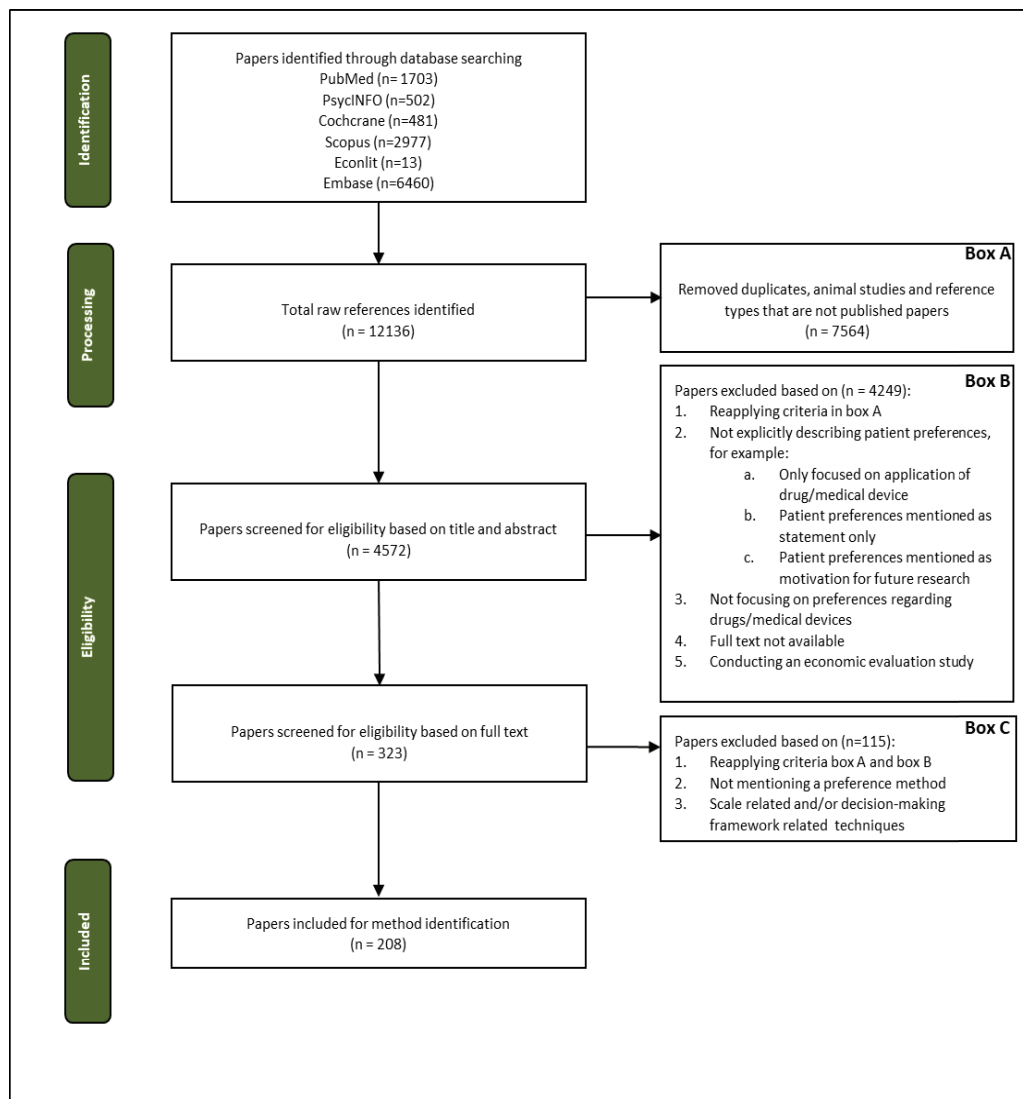 Identification
Papers identified through database searching
PubMed (n= 1703)
PsycINFO (n=502)
Cochcrane (n=481)
Scopus (n=2977)
Econlit (n=13)
Embase (n=6460)
Processing
Total raw references identified
(n = 12136)
Box A
Removed duplicates, animal studies and reference
types that are not published papers
(n = 7564)
Eligibility
Papers screened for eligibility based on title and abstract
(n = 4572)
Box B
Papers excluded based on (n = 4249):
1. Reapplying criteria in box A
2. Not explicitly describing patient preferences,
for example:
a. Only focused on application of
drug/medical device
b. Patient preferences mentioned as
statement only
c. Patient preferences mentioned as
motivation for future research
3. Not focusing on preferences regarding
drugs/medical devices
4. Full text not available
5. Conducting an economic evaluation study
Papers screened for eligibility based on full text
(n = 323)
Box C
Papers excluded based on (n=115):
1. Reapplying criteria box A and box B
2. Not mentioning a preference method
3. Scale related and/or decision-making
framework related techniques
Included
Papers included for method identification
(n = 208)